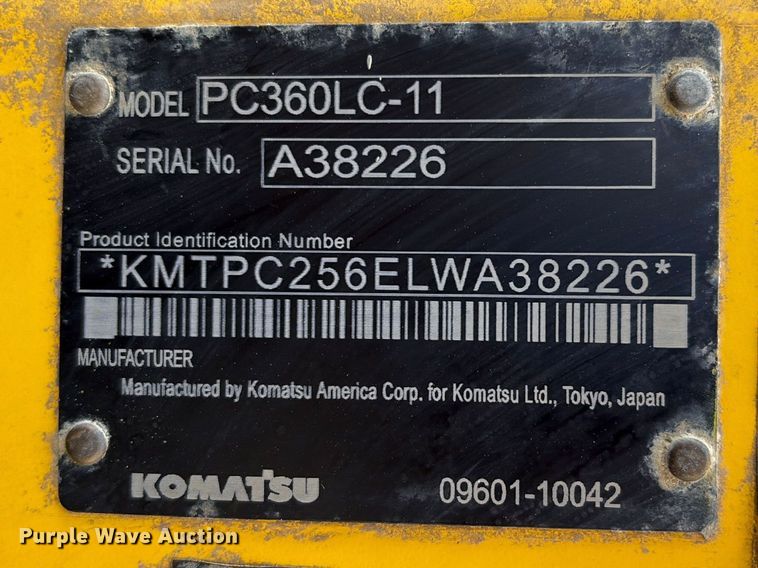 MODEL PC360LC-11
SERIAL No. A38226
Product Identification Number
*KMTPC256ELWA38226*
MANUFACTURER
Manufactured by Komatsu America Corp. for Komatsu Ltd., Tokyo, Japan
KOMATSU 09601-10042
Purple Wave Auction